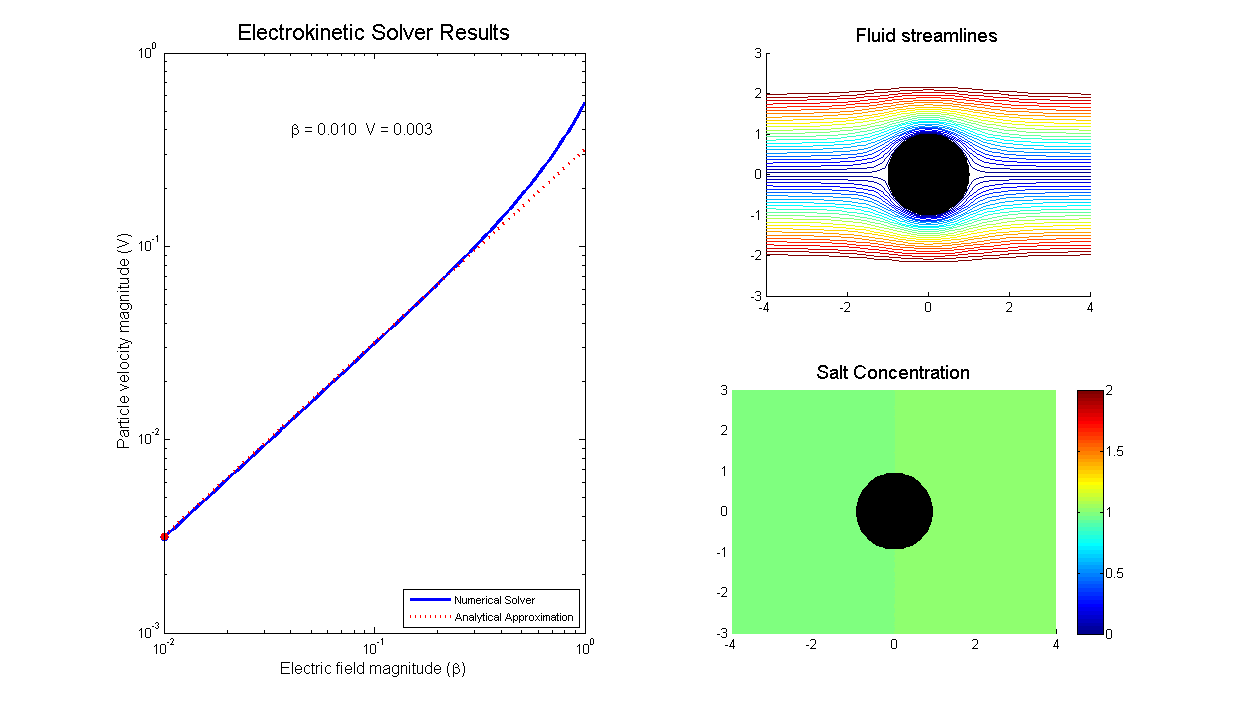 Electrokinetic Solver Results
10^0
10^-1
10^-2
10^-3
Particle velocity magnitude (V)
β = 0.010 V = 0.003
Numerical Solver
Analytical Approximation
10^-2
10^-1
10^0
Electric field magnitude (β)
Fluid streamlines
3
2
1
0
-1
-2
-3
-4 -2 0 2 4
Salt Concentration
3
2
1
0
-1
-2
-3
-4 -2 0 2 4
2
1.5
1
0.5
0